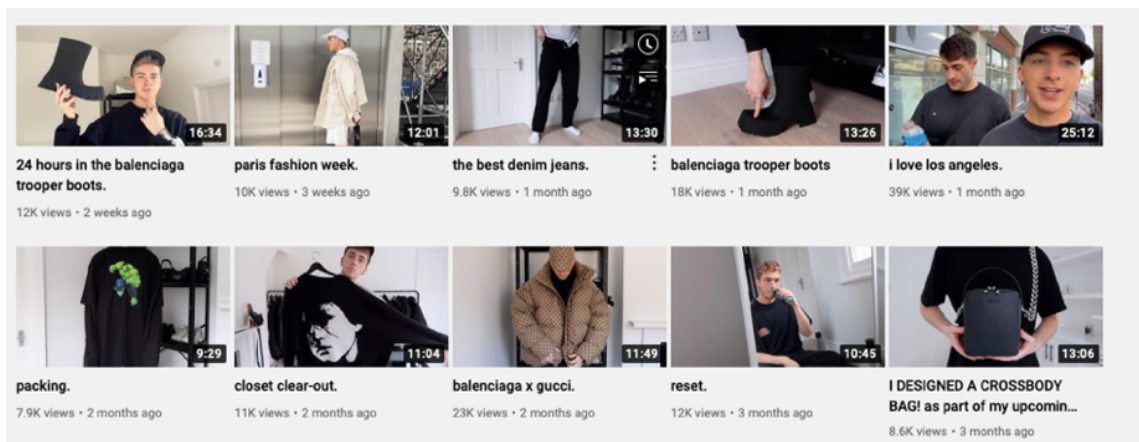 16:34
12:01
13:30
13:26
25:12
24 hours in the balenciaga
trooper boots.
12K views • 2 weeks ago
paris fashion week.
10K views • 3 weeks ago
the best denim jeans.
9.8K views • 1 month ago
balenciaga trooper boots
18K views • 1 month ago
i love los angeles.
39K views • 1 month ago
9:29
11:04
11:49
10:45
13:06
packing.
7.9K views • 2 months ago
closet clear-out.
11K views • 2 months ago
balenciaga x gucci.
23K views • 2 months ago
reset.
12K views • 3 months ago
I DESIGNED A CROSSBODY
BAG! as part of my upcomin...
8.6K views • 3 months ago